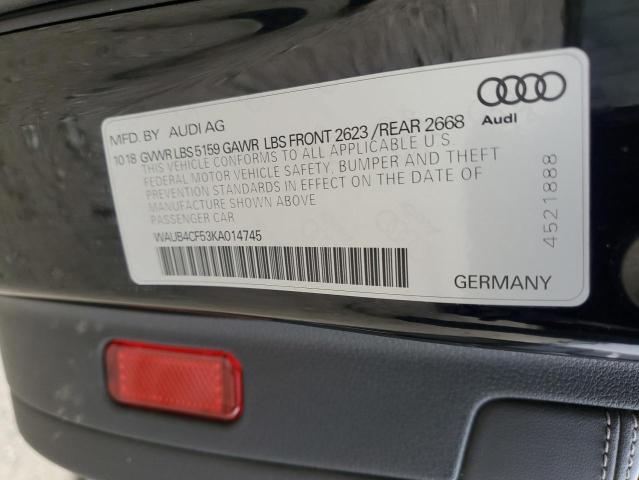 MFD. BY AUDI AG
10 18 GVWR LBS 5159 GAWR LBS FRONT 2623 /REAR 2668
THIS VEHICLE CONFORMS TO ALL APPLICABLE U.S.
FEDERAL MOTOR VEHICLE SAFETY, BUMPER AND THEFT
PREVENTION STANDARDS IN EFFECT ON THE DATE OF
MANUFACTURE SHOWN ABOVE
PASSENGER CAR
WAUB4CF53KA014745
Audi
4521888
GERMANY